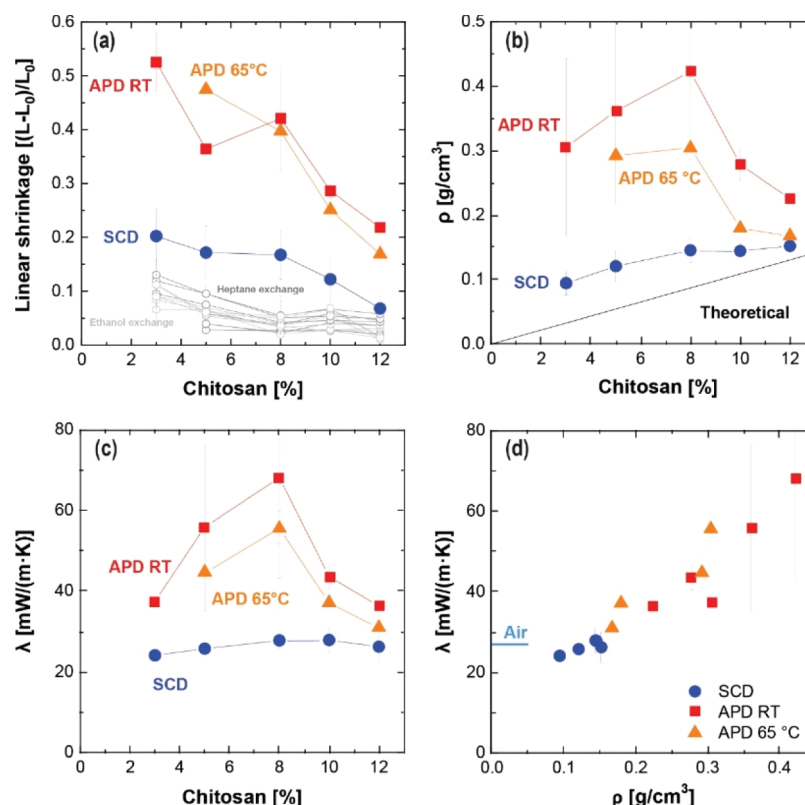 (a)
0.6
0.5
0.4
0.3
0.2
0.1
0.0
Linear shrinkage [(L-L₀)/L₀]
APD RT
APD 65°C
SCD
Heptane exchange
Ethanol exchange
0 2 4 6 8 10 12
Chitosan [%]
(b)
0.5
0.4
0.3
0.2
0.1
0.0
ρ [g/cm³]
APD RT
APD 65 °C
SCD
Theoretical
0 2 4 6 8 10 12
Chitosan [%]
(c)
80
60
40
20
0
λ [mW/(m·K)]
APD RT
APD 65°C
SCD
0 2 4 6 8 10 12
Chitosan [%]
(d)
80
60
40
20
0
λ [mW/(m·K)]
Air
SCD
APD RT
APD 65 °C
0.0 0.1 0.2 0.3 0.4
ρ [g/cm³]